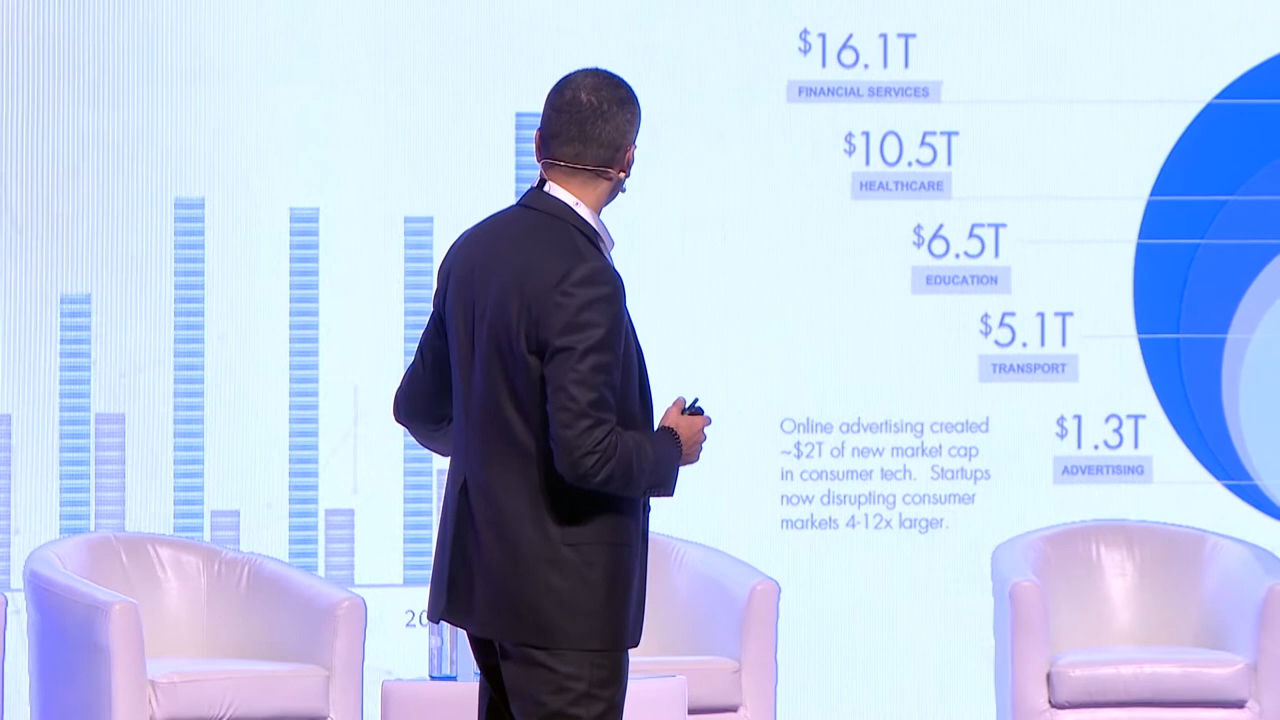 $16.1T
FINANCIAL SERVICES
$10.5T
HEALTHCARE
$6.5T
EDUCATION
$5.1T
TRANSPORT
$1.3T
ADVERTISING
Online advertising created
~$2T of new market cap
in consumer tech. Startups
now disrupting consumer
markets 4-12x larger.
20